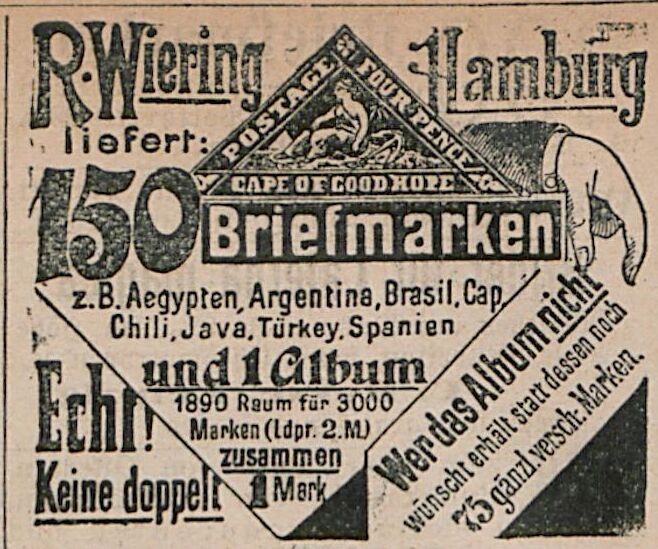 R. Wiering Hamburg
liefert:
POSTAGE
FOUR PENCE
CAPE OF GOOD HOPE
150 Briefmarken
z.B. Aegypten, Argentina, Brasil, Cap,
Chili, Java, Türkey, Spanien
und 1 Album
1890 Raum für 3000
Marken (Ldpr. 2. M)
zusammen
1 Mark
Echt!
Keine doppelt
Wer das Album nicht
wünscht erhält statt dessen noch
75 gänzl. versch. Marken.